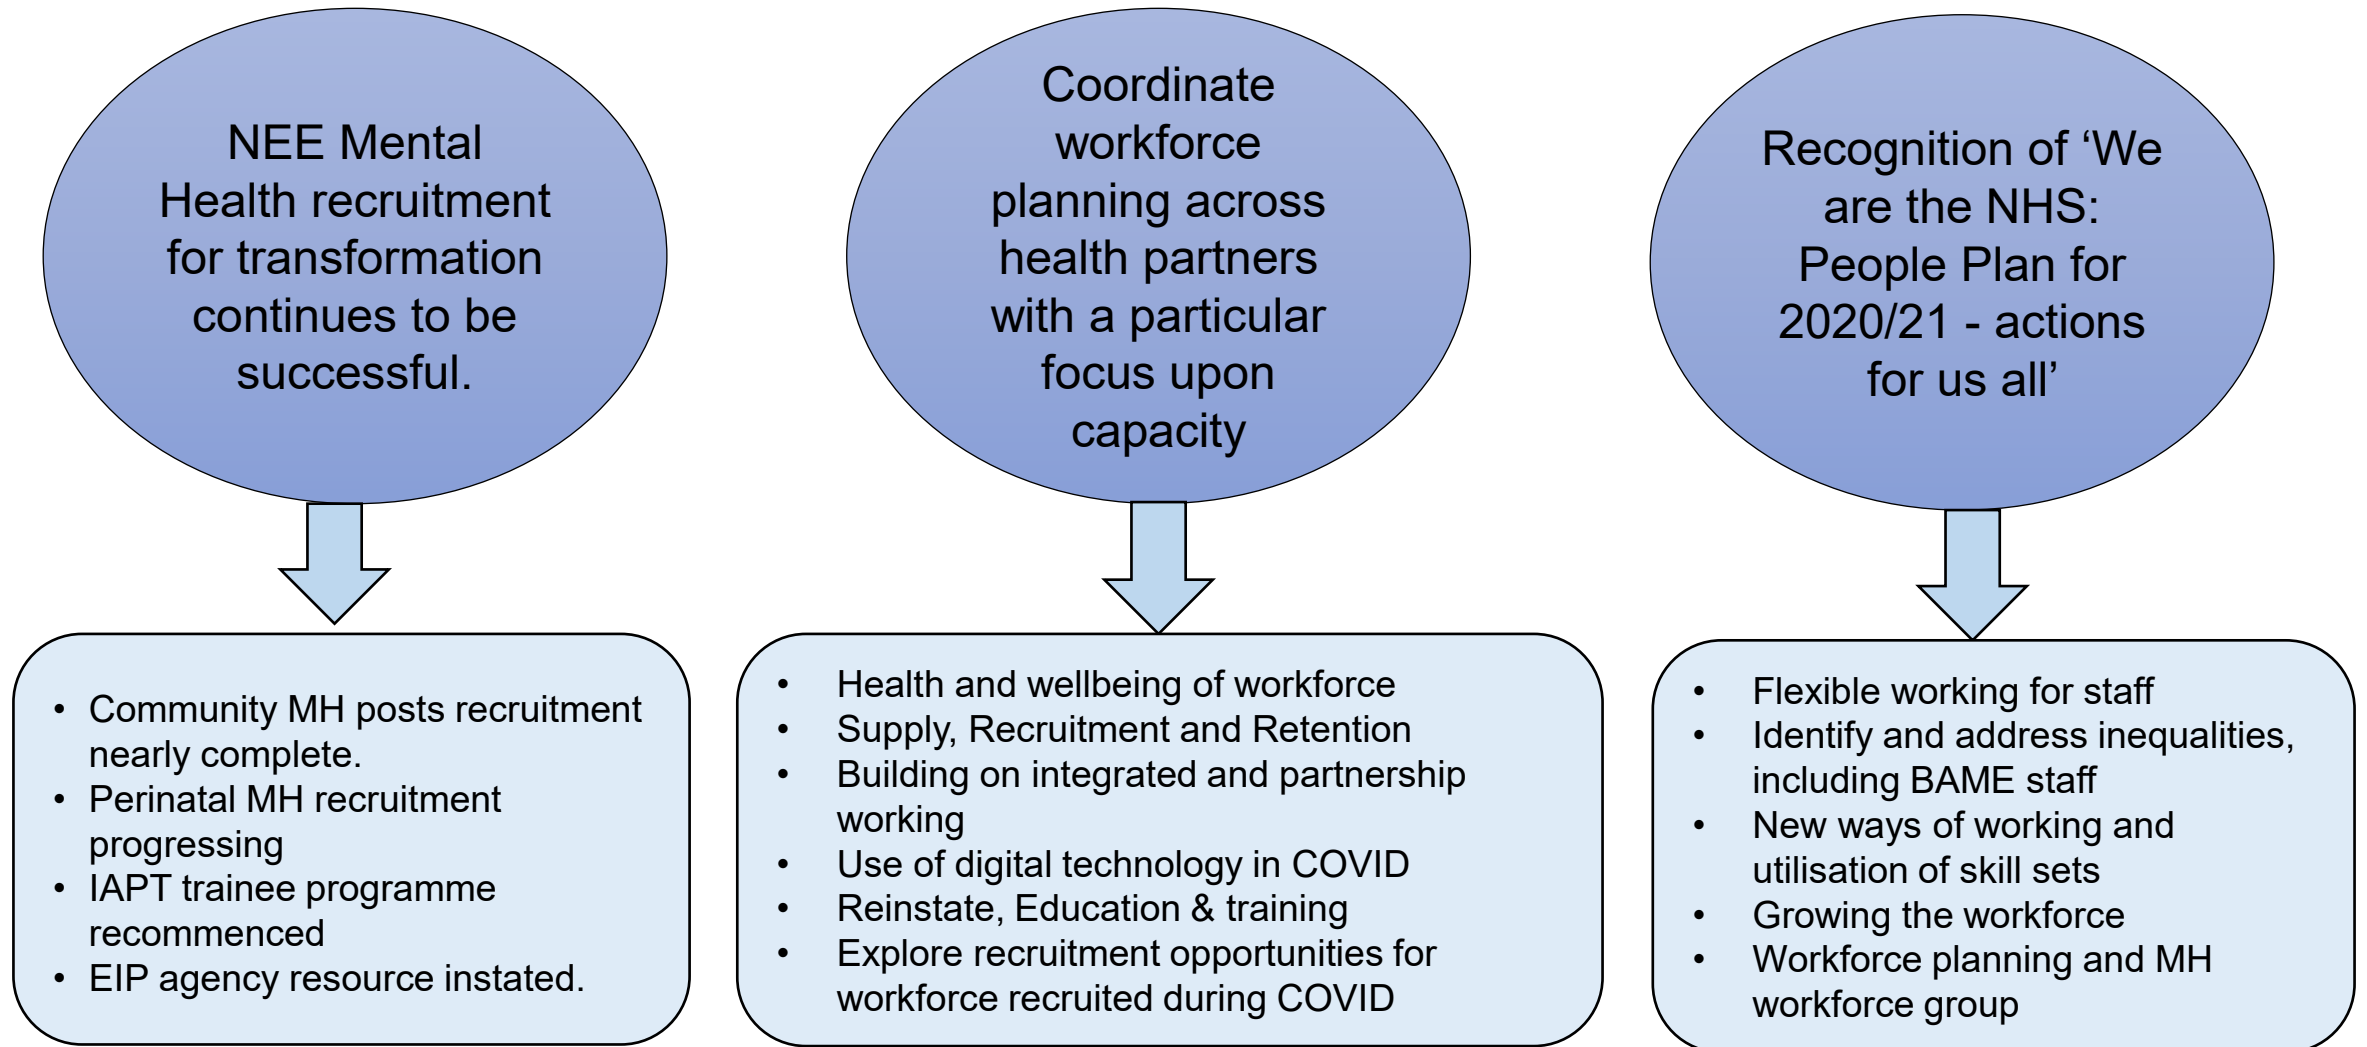 NEE Mental
Health recruitment
for transformation
continues to be
successful.
Coordinate
workforce
planning across
health partners
with a particular
focus upon
capacity
Recognition of ‘We
are the NHS:
People Plan for
2020/21 - actions
for us all’
• Community MH posts recruitment
nearly complete.
• Perinatal MH recruitment
progressing
• IAPT trainee programme
recommenced
• EIP agency resource instated.
• Health and wellbeing of workforce
• Supply, Recruitment and Retention
• Building on integrated and partnership
working
• Use of digital technology in COVID
• Reinstate, Education & training
• Explore recruitment opportunities for
workforce recruited during COVID
• Flexible working for staff
• Identify and address inequalities,
including BAME staff
• New ways of working and
utilisation of skill sets
• Growing the workforce
• Workforce planning and MH
workforce group